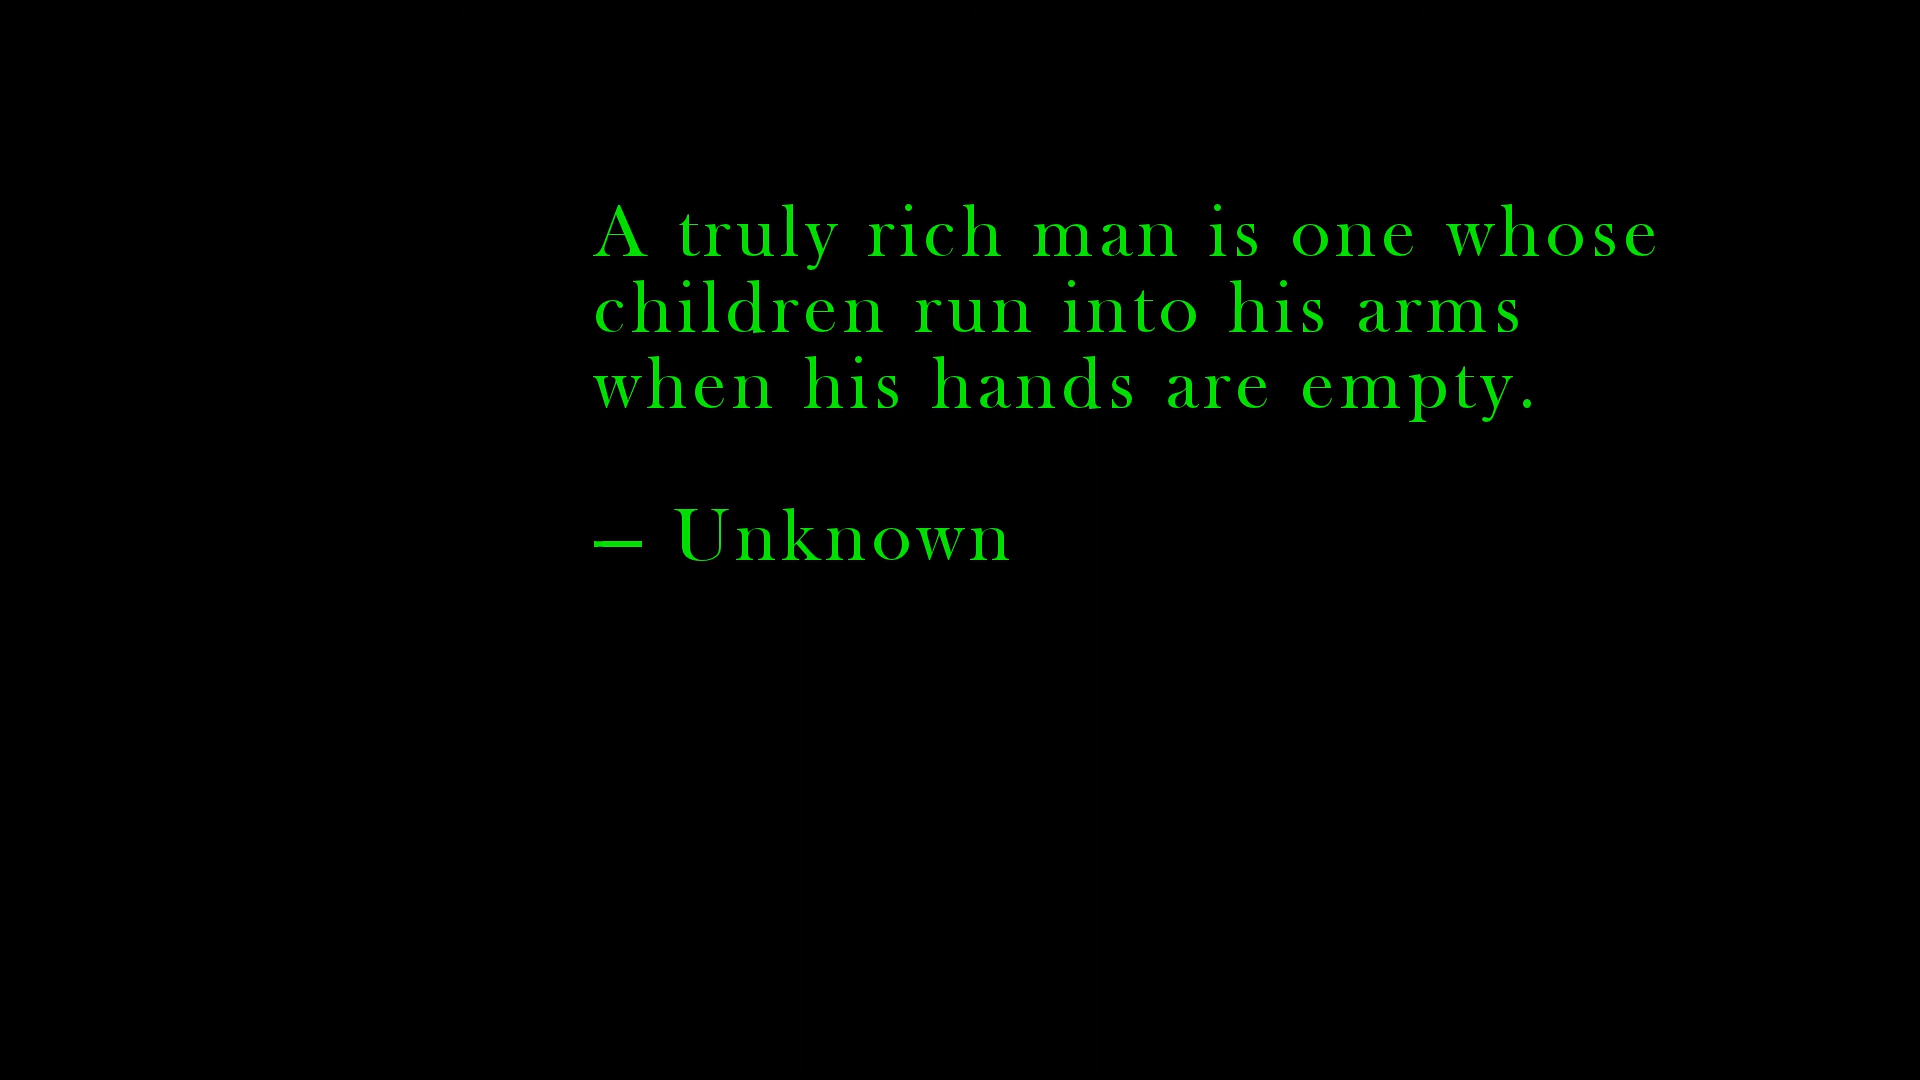 A truly rich man is one whose
children run into his arms
when his hands are empty.
— Unknown